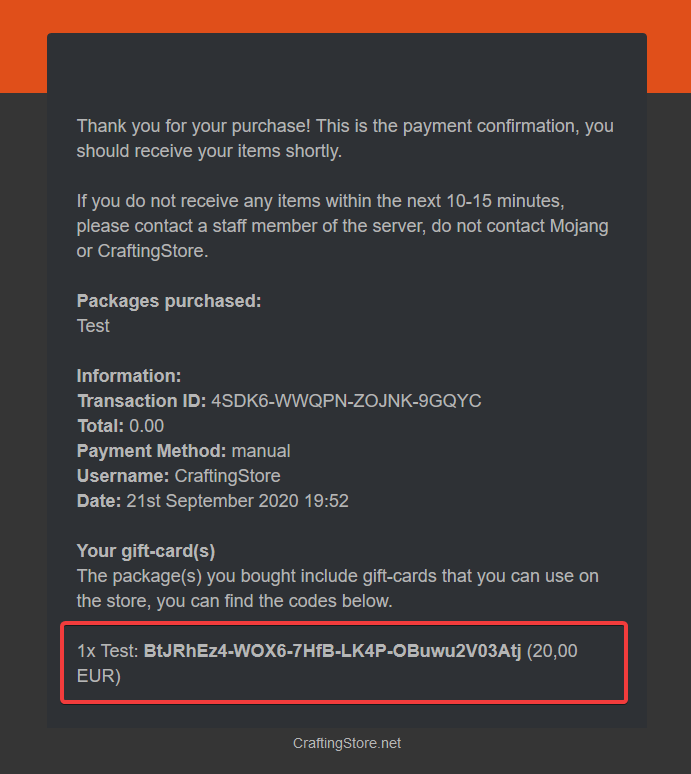 Thank you for your purchase! This is the payment confirmation, you
should receive your items shortly.
If you do not receive any items within the next 10-15 minutes,
please contact a staff member of the server, do not contact Mojang
or CraftingStore.
Packages purchased:
Test
Information:
Transaction ID: 4SDK6-WWQPN-ZOJNK-9GQYC
Total: 0.00
Payment Method: manual
Username: CraftingStore
Date: 21st September 2020 19:52
Your gift-card(s)
The package(s) you bought include gift-cards that you can use on
the store, you can find the codes below.
1x Test: BtJRhEz4-WOX6-7HfB-LK4P-OBuwu2V03Atj (20,00
EUR)
CraftingStore.net